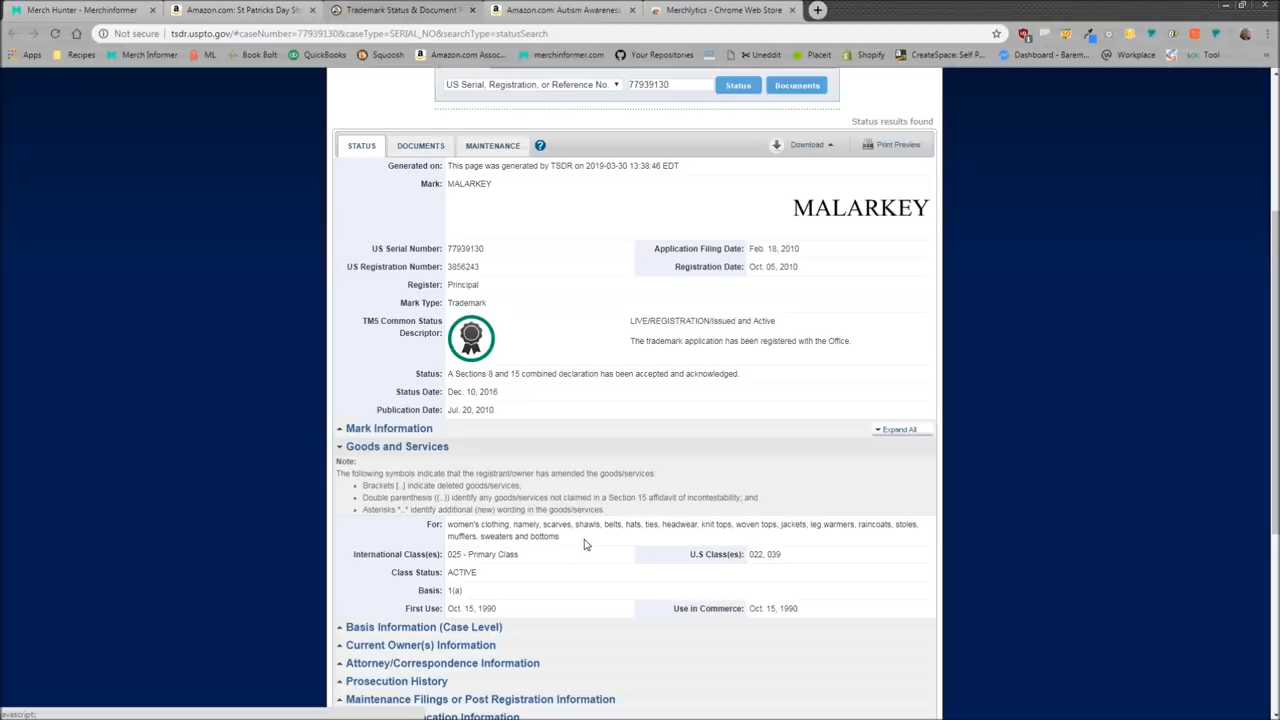 Merch Hunter - Merchinformer
Amazon.com: St Patricks Day Sha
Trademark Status & Document R
Amazon.com: Autism Awareness
Merchlytics - Chrome Web Store
Not secure | tsdr.uspto.gov/#caseNumber=77939130&caseType=SERIAL_NO&searchType=statusSearch
Apps Recipes Merch Informer ML Book Bolt QuickBooks Squoosh Amazon.com Assoc... merchinformer.com Your Repositories Uneddit Placeit Shopify CreateSpace: Self P... Dashboard - Barem... Workplace Tool
US Serial, Registration, or Reference No. 77939130 Status Documents
Status results found
STATUS DOCUMENTS MAINTENANCE ? Download Print Preview
Generated on: This page was generated by TSDR on 2019-03-30 13:38:46 EDT
Mark: MALARKEY
MALARKEY
US Serial Number: 77939130 Application Filing Date: Feb. 18, 2010
US Registration Number: 3856243 Registration Date: Oct. 05, 2010
Register: Principal
Mark Type: Trademark
TM5 Common Status Descriptor: LIVE/REGISTRATION/Issued and Active
The trademark application has been registered with the Office.
Status: A Sections 8 and 15 combined declaration has been accepted and acknowledged.
Status Date: Dec. 10, 2016
Publication Date: Jul. 20, 2010
Mark Information Expand All
Goods and Services
Note:
The following symbols indicate that the registrant/owner has amended the goods/services:
Brackets [..] indicate deleted goods/services;
Double parenthesis ((..)) identify any goods/services not claimed in a Section 15 affidavit of incontestability; and
Asterisks *..* identify additional (new) wording in the goods/services.
For: women's clothing, namely, scarves, shawls, belts, hats, ties, headwear, knit tops, woven tops, jackets, leg warmers, raincoats, stoles,
mufflers, sweaters and bottoms
International Class(es): 025 - Primary Class U.S Class(es): 022, 039
Class Status: ACTIVE
Basis: 1(a)
First Use: Oct. 15, 1990 Use in Commerce: Oct. 15, 1990
Basis Information (Case Level)
Current Owner(s) Information
Attorney/Correspondence Information
Prosecution History
Maintenance Filings or Post Registration Information
ocation Information
avascript: